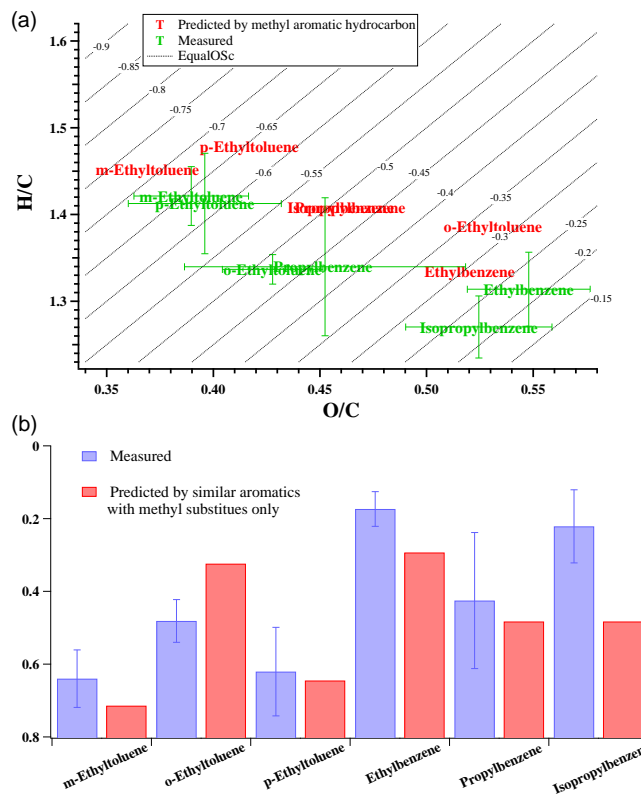 (a)
T Predicted by methyl aromatic hydrocarbon
T Measured
EqualOSc
1.6
1.5
1.4
1.3
H/C
-0.9
-0.85
-0.8
-0.75
-0.7
-0.65
-0.6
-0.55
-0.5
-0.45
-0.4
-0.35
-0.3
-0.25
-0.2
-0.15
p-Ethyltoluene
m-Ethyltoluene
m-Ethyltoluene
p-Ethyltoluene
Isopropylbenzene
Propylbenzene
o-Ethyltoluene
o-Ethyltoluene
Propylbenzene
Ethylbenzene
Ethylbenzene
Isopropylbenzene
0.35 0.40 0.45 0.50 0.55
O/C
(b)
0
0.2
0.4
0.6
0.8
Measured
Predicted by similar aromatics
with methyl substitues only
m-Ethyltoluene o-Ethyltoluene p-Ethyltoluene Ethylbenzene Propylbenzene Isopropylbenzene